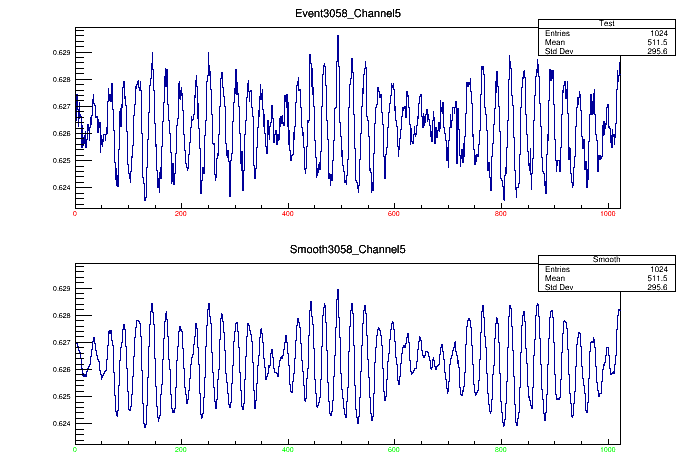 Event3058_Channel5
Test
Entries 1024
Mean 511.5
Std Dev 295.6
0.629
0.628
0.627
0.626
0.625
0.624
0 200 400 600 800 1000
Smooth3058_Channel5
Smooth
Entries 1024
Mean 511.5
Std Dev 295.6
0.629
0.628
0.627
0.626
0.625
0.624
0 200 400 600 800 1000